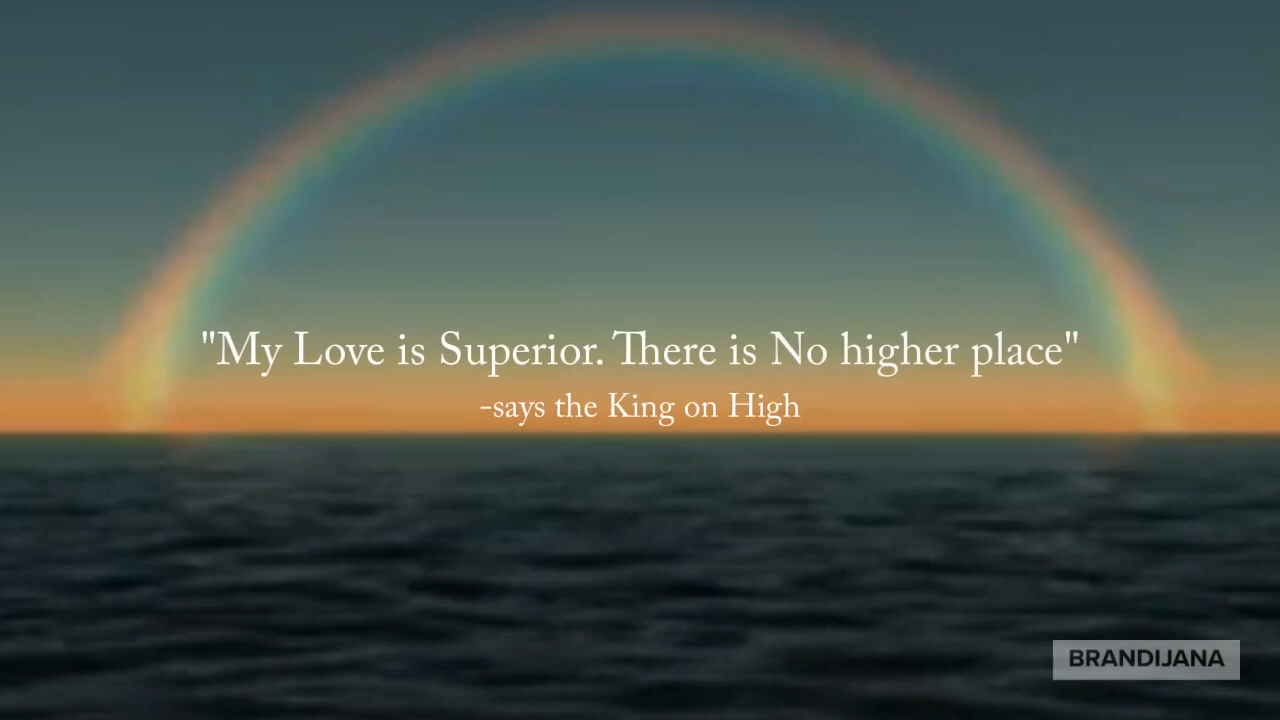 "My Love is Superior. There is No higher place"
-says the King on High
BRANDIJANA